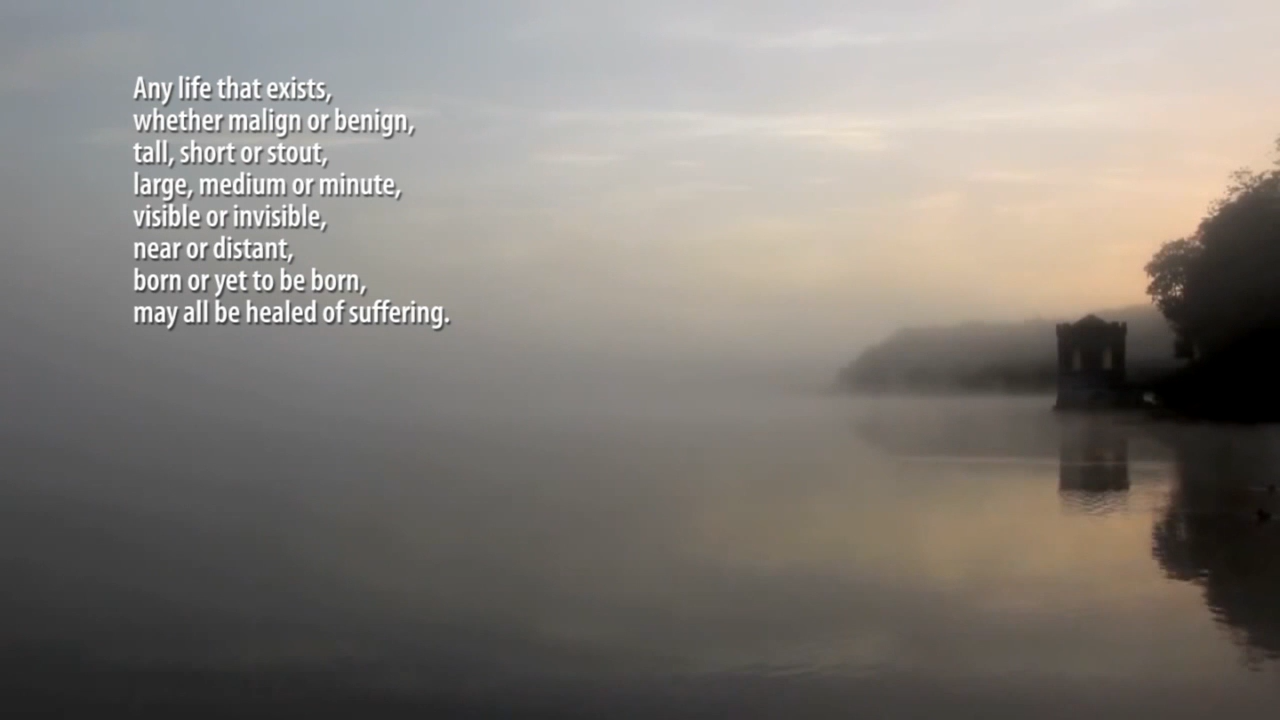 Any life that exists,
whether malign or benign,
tall, short or stout,
large, medium or minute,
visible or invisible,
near or distant,
born or yet to be born,
may all be healed of suffering.